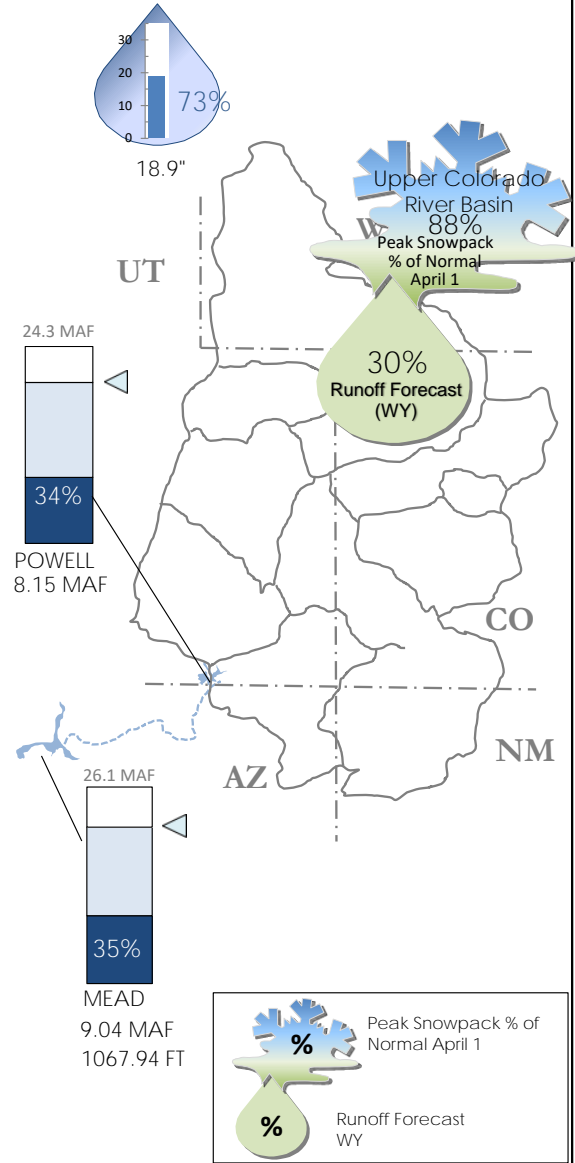 30
20
10
0
73%
18.9"
Upper Colorado
River Basin
88%
W
Peak Snowpack
% of Normal
April 1
UT
24.3 MAF
30%
Runoff Forecast
(WY)
34%
POWELL
8.15 MAF
CO
NM
AZ
26.1 MAF
35%
MEAD
9.04 MAF
1067.94 FT
%
Peak Snowpack % of
Normal April 1
%
Runoff Forecast
WY